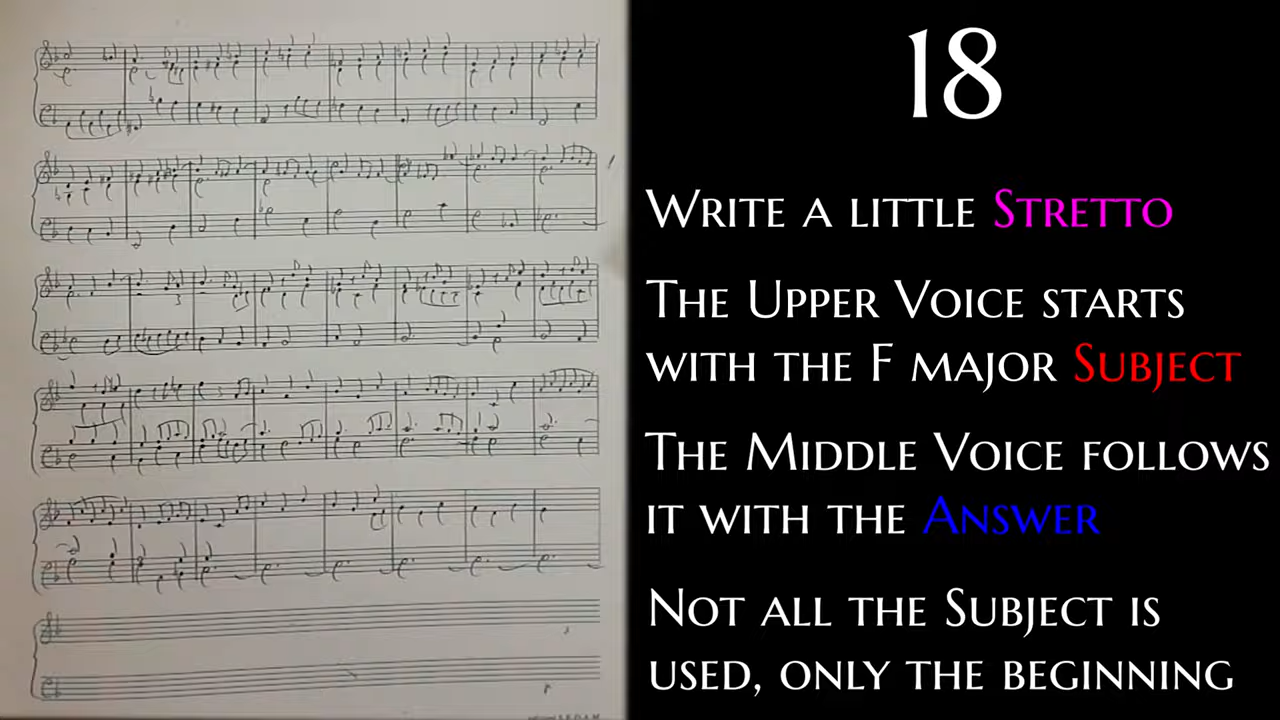 18
Write a little Stretto
The Upper Voice starts
with the F major Subject
The Middle Voice follows
it with the Answer
Not all the Subject is
used, only the beginning